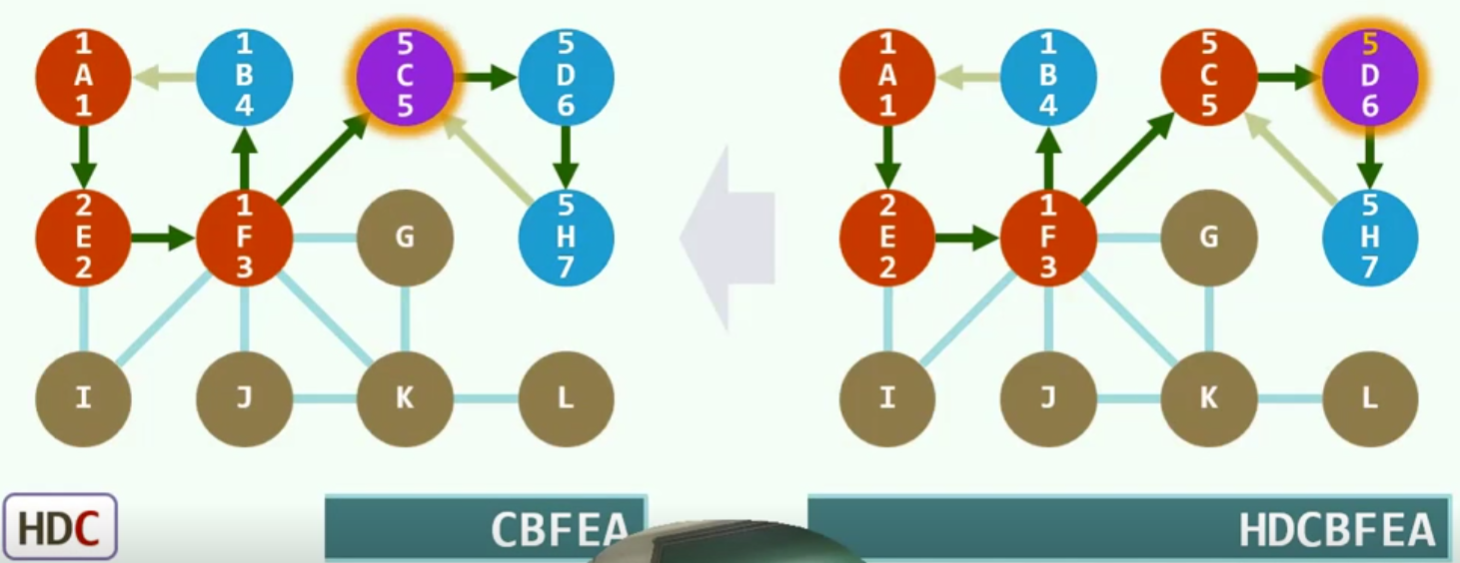 1 1 5 5
A B C D
1 4 5 6
2 1 5
E F G H
2 3 7
I J K L
HDC
CBFEA
1 1 5 5
A B C D
1 4 5 6
2 1 5
E F G H
2 3 7
I J K L
HDCBFEA